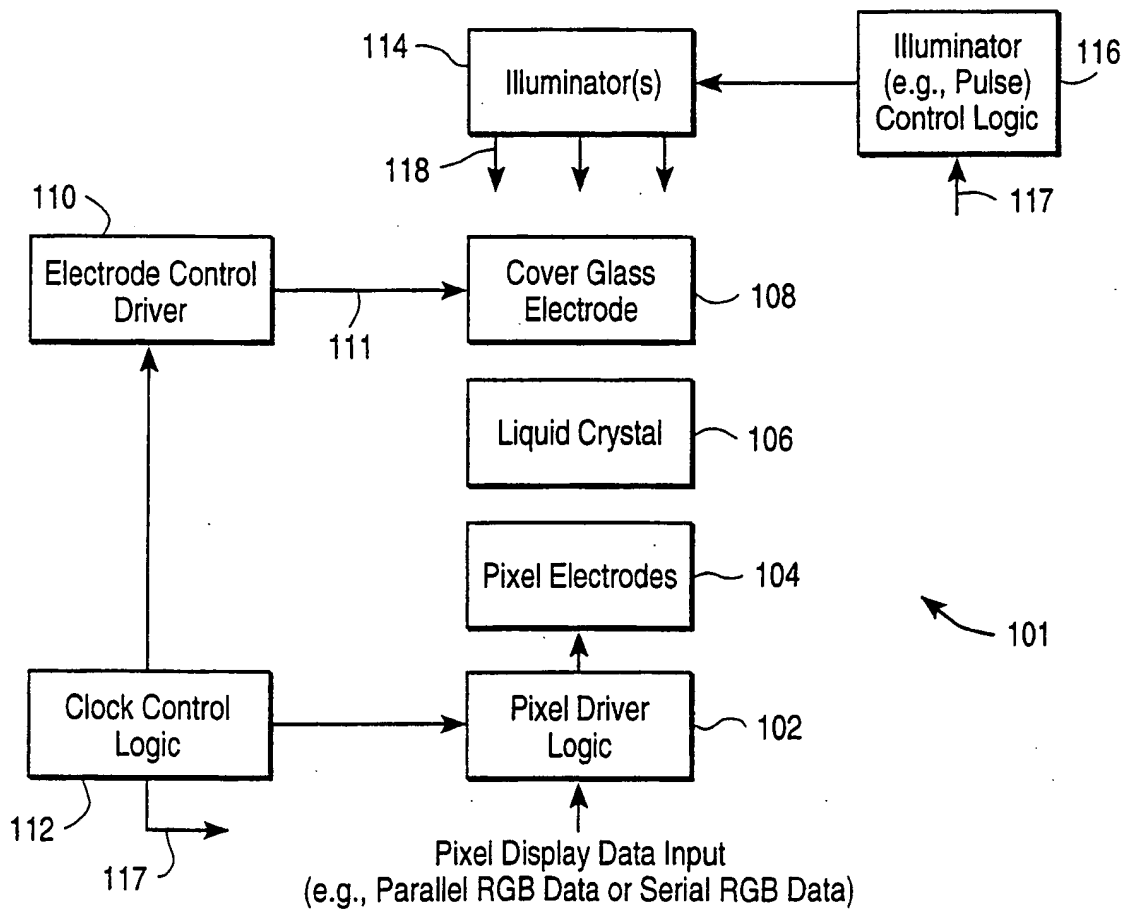 114
Illuminator(s)
Illuminator
(e.g., Pulse)
Control Logic
116
118
117
110
Electrode Control
Driver
111
Cover Glass
Electrode
108
Liquid Crystal
106
Pixel Electrodes
104
101
Clock Control
Logic
Pixel Driver
Logic
102
112
117
Pixel Display Data Input
(e.g., Parallel RGB Data or Serial RGB Data)